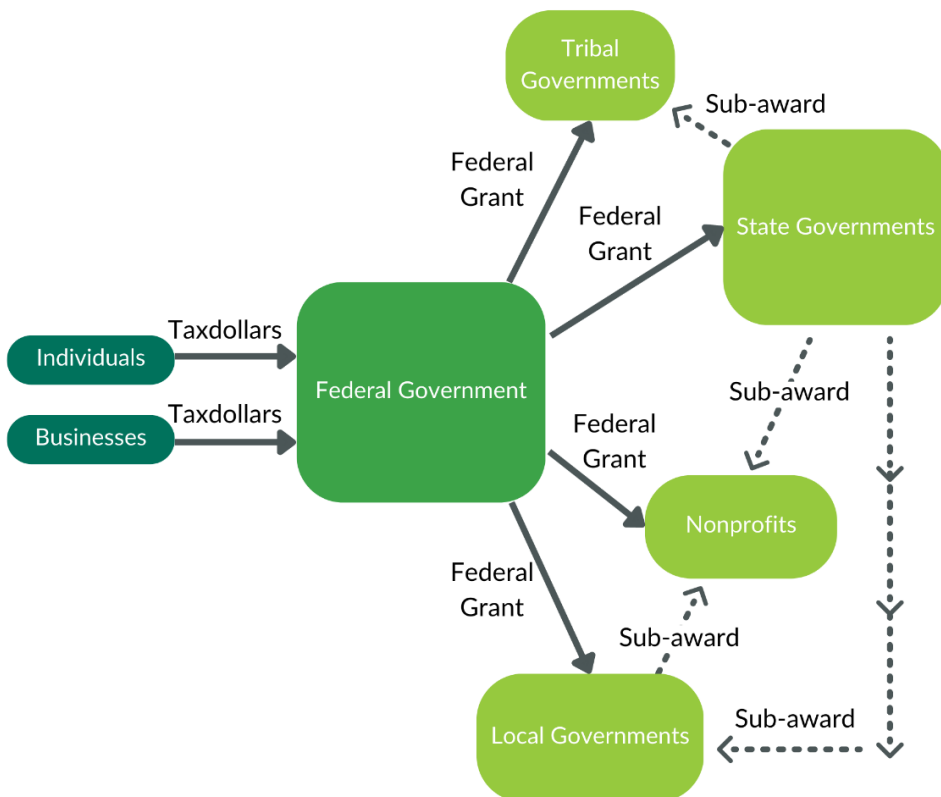 Tribal
Governments
Sub-award
Federal
Grant
State Governments
Federal
Grant
Taxdollars
Individuals
Federal Government
Taxdollars
Businesses
Sub-award
Federal
Grant
Nonprofits
Federal
Grant
Sub-award
Local Governments
Sub-award